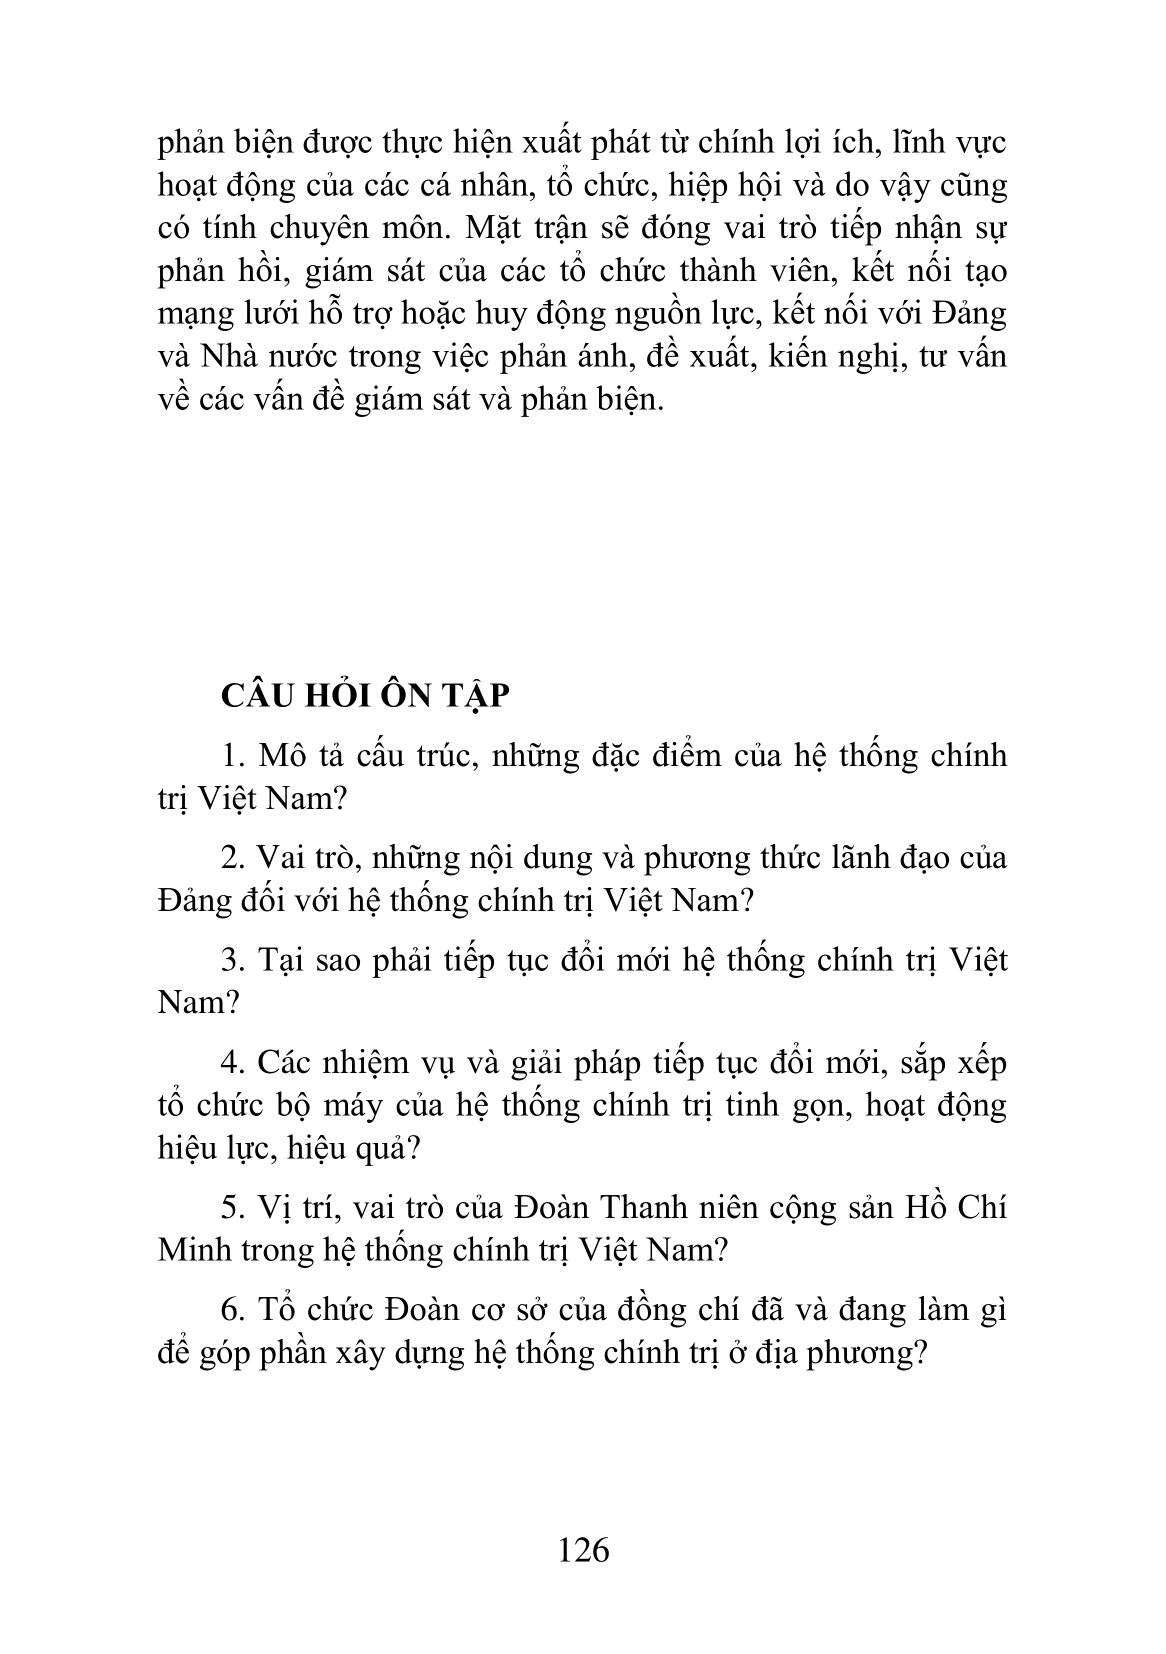 phản biện được thực hiện xuất phát từ chính lợi ích, lĩnh vực
hoạt động của các cá nhân, tổ chức, hiệp hội và do vậy cũng
có tính chuyên môn. Mặt trận sẽ đóng vai trò tiếp nhận sự
phản hồi, giám sát của các tổ chức thành viên, kết nối tạo
mạng lưới hỗ trợ hoặc huy động nguồn lực, kết nối với Đảng
và Nhà nước trong việc phản ánh, đề xuất, kiến nghị, tư vấn
về các vấn đề giám sát và phản biện.
CÂU HỎI ÔN TẬP
1. Mô tả cấu trúc, những đặc điểm của hệ thống chính
trị Việt Nam?
2. Vai trò, những nội dung và phương thức lãnh đạo của
Đảng đối với hệ thống chính trị Việt Nam?
3. Tại sao phải tiếp tục đổi mới hệ thống chính trị Việt
Nam?
4. Các nhiệm vụ và giải pháp tiếp tục đổi mới, sắp xếp
tổ chức bộ máy của hệ thống chính trị tinh gọn, hoạt động
hiệu lực, hiệu quả?
5. Vị trí, vai trò của Đoàn Thanh niên cộng sản Hồ Chí
Minh trong hệ thống chính trị Việt Nam?
6. Tổ chức Đoàn cơ sở của đồng chí đã và đang làm gì
để góp phần xây dựng hệ thống chính trị ở địa phương?
126